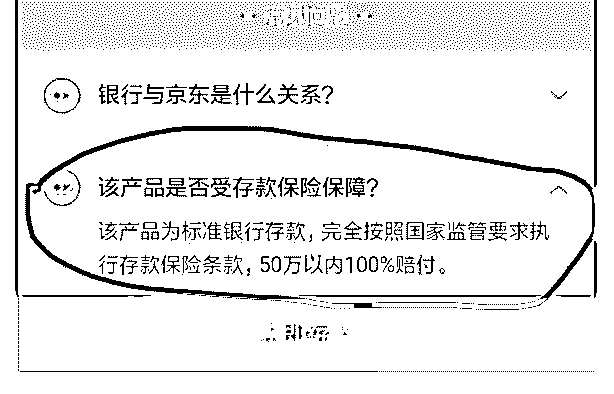 银行与京东是什么关系?
该产品是否受存款保险保障?
该产品为标准银行存款，完全按照国家监管要求执
行存款保险条款，50万以内100%赔付。